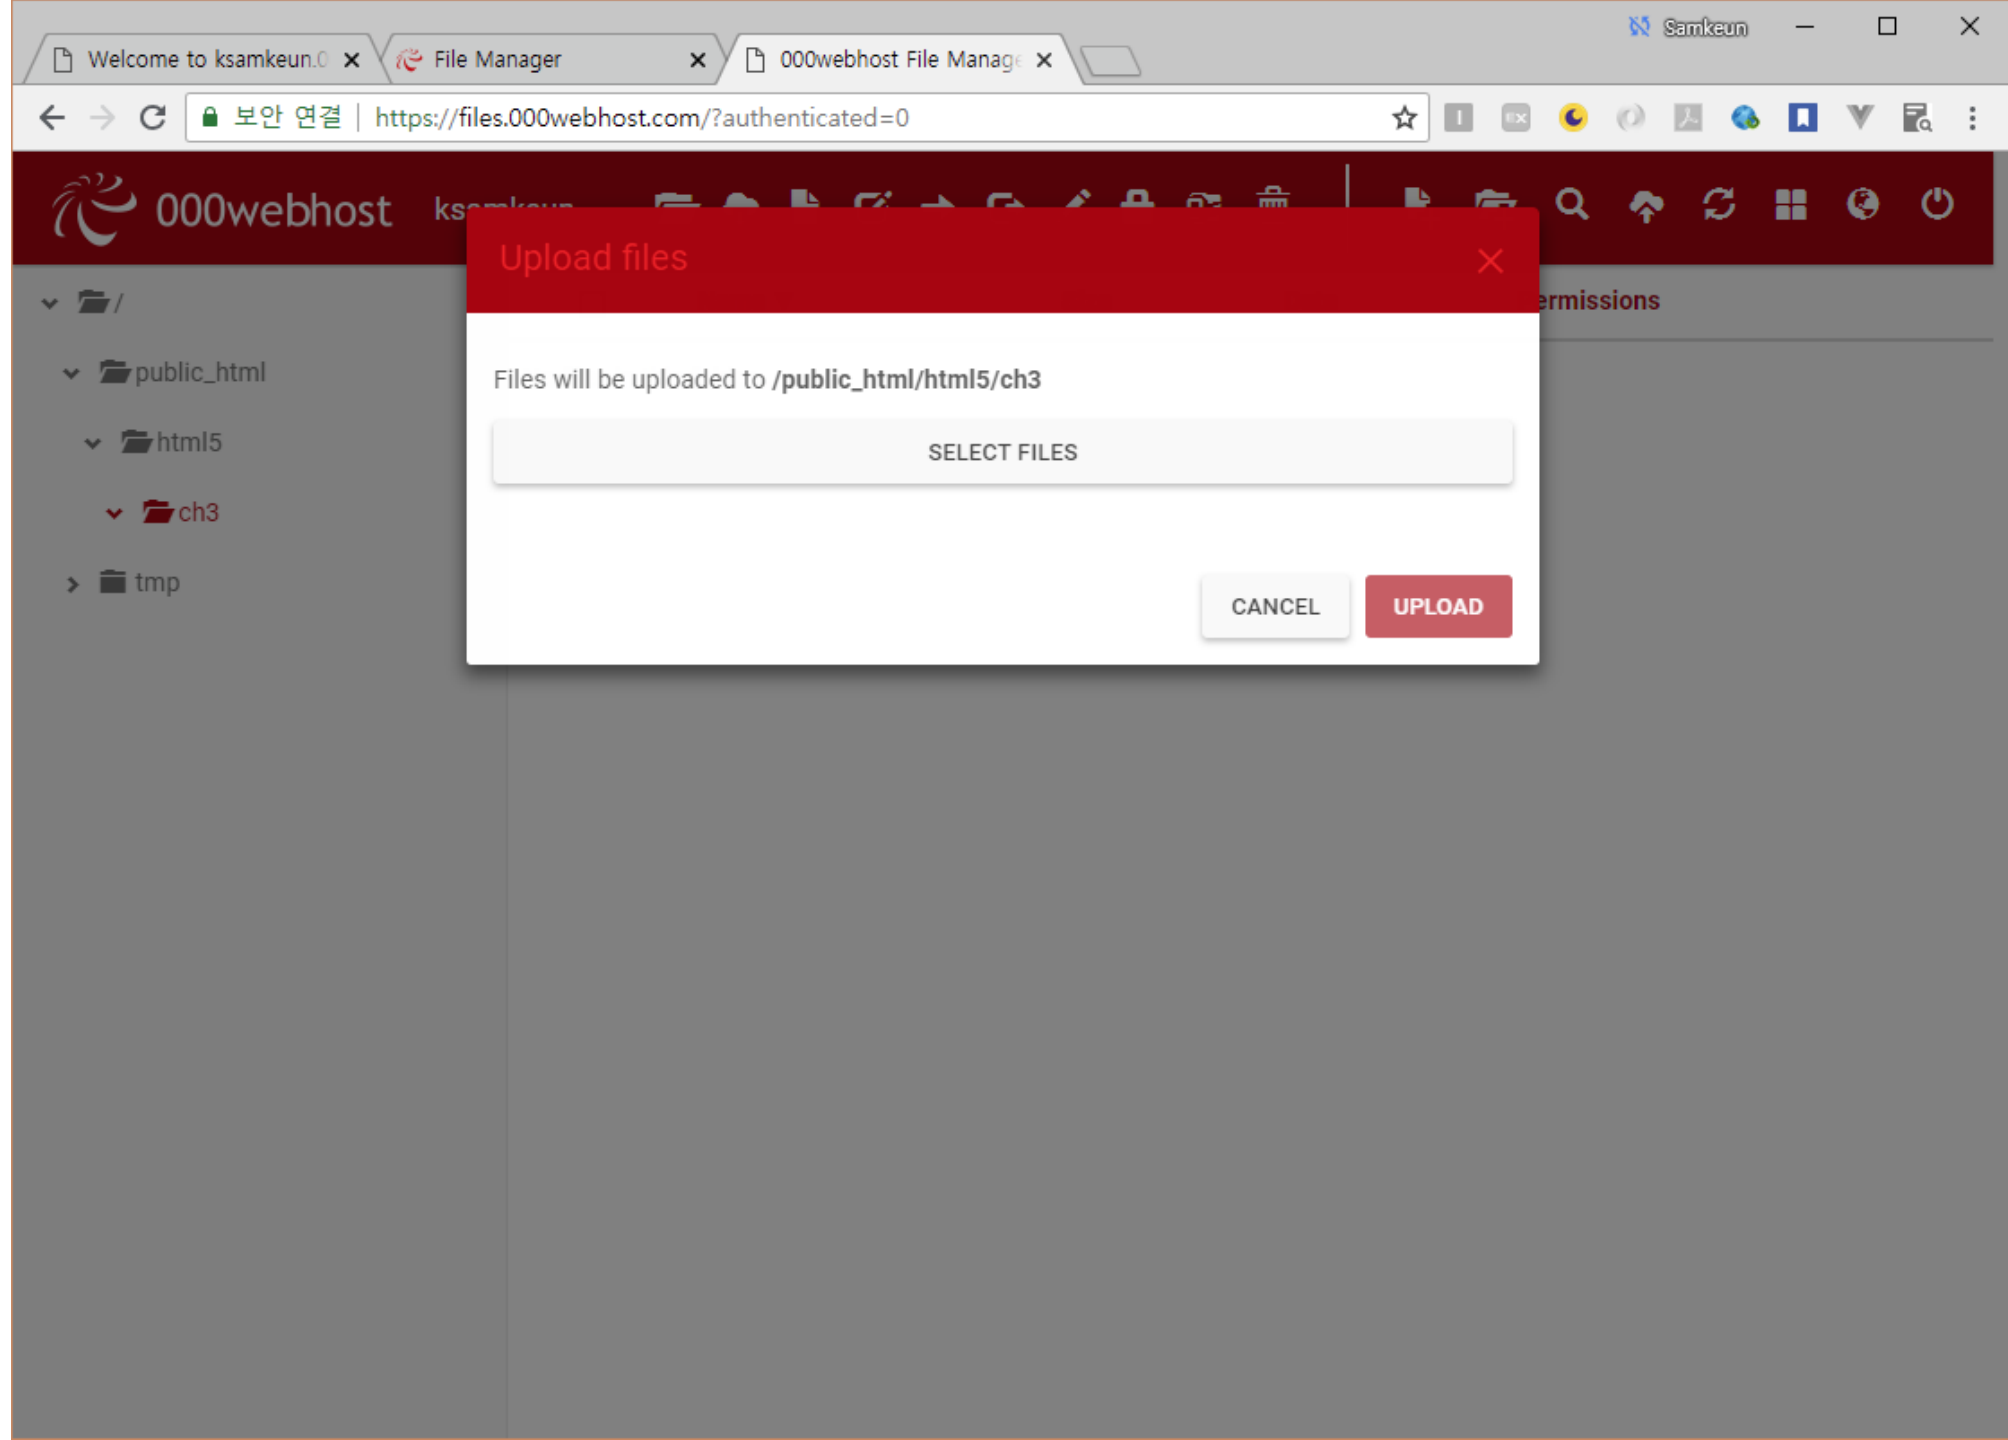 Samkeun
Welcome to ksamkeun.0
File Manager
000webhost File Manage
보안 연결
https://files.000webhost.com/?authenticated=0
000webhost
Upload files
/
ermissions
public_html
Files will be uploaded to /public_html/html5/ch3
html5
SELECT FILES
ch3
tmp
CANCEL
UPLOAD